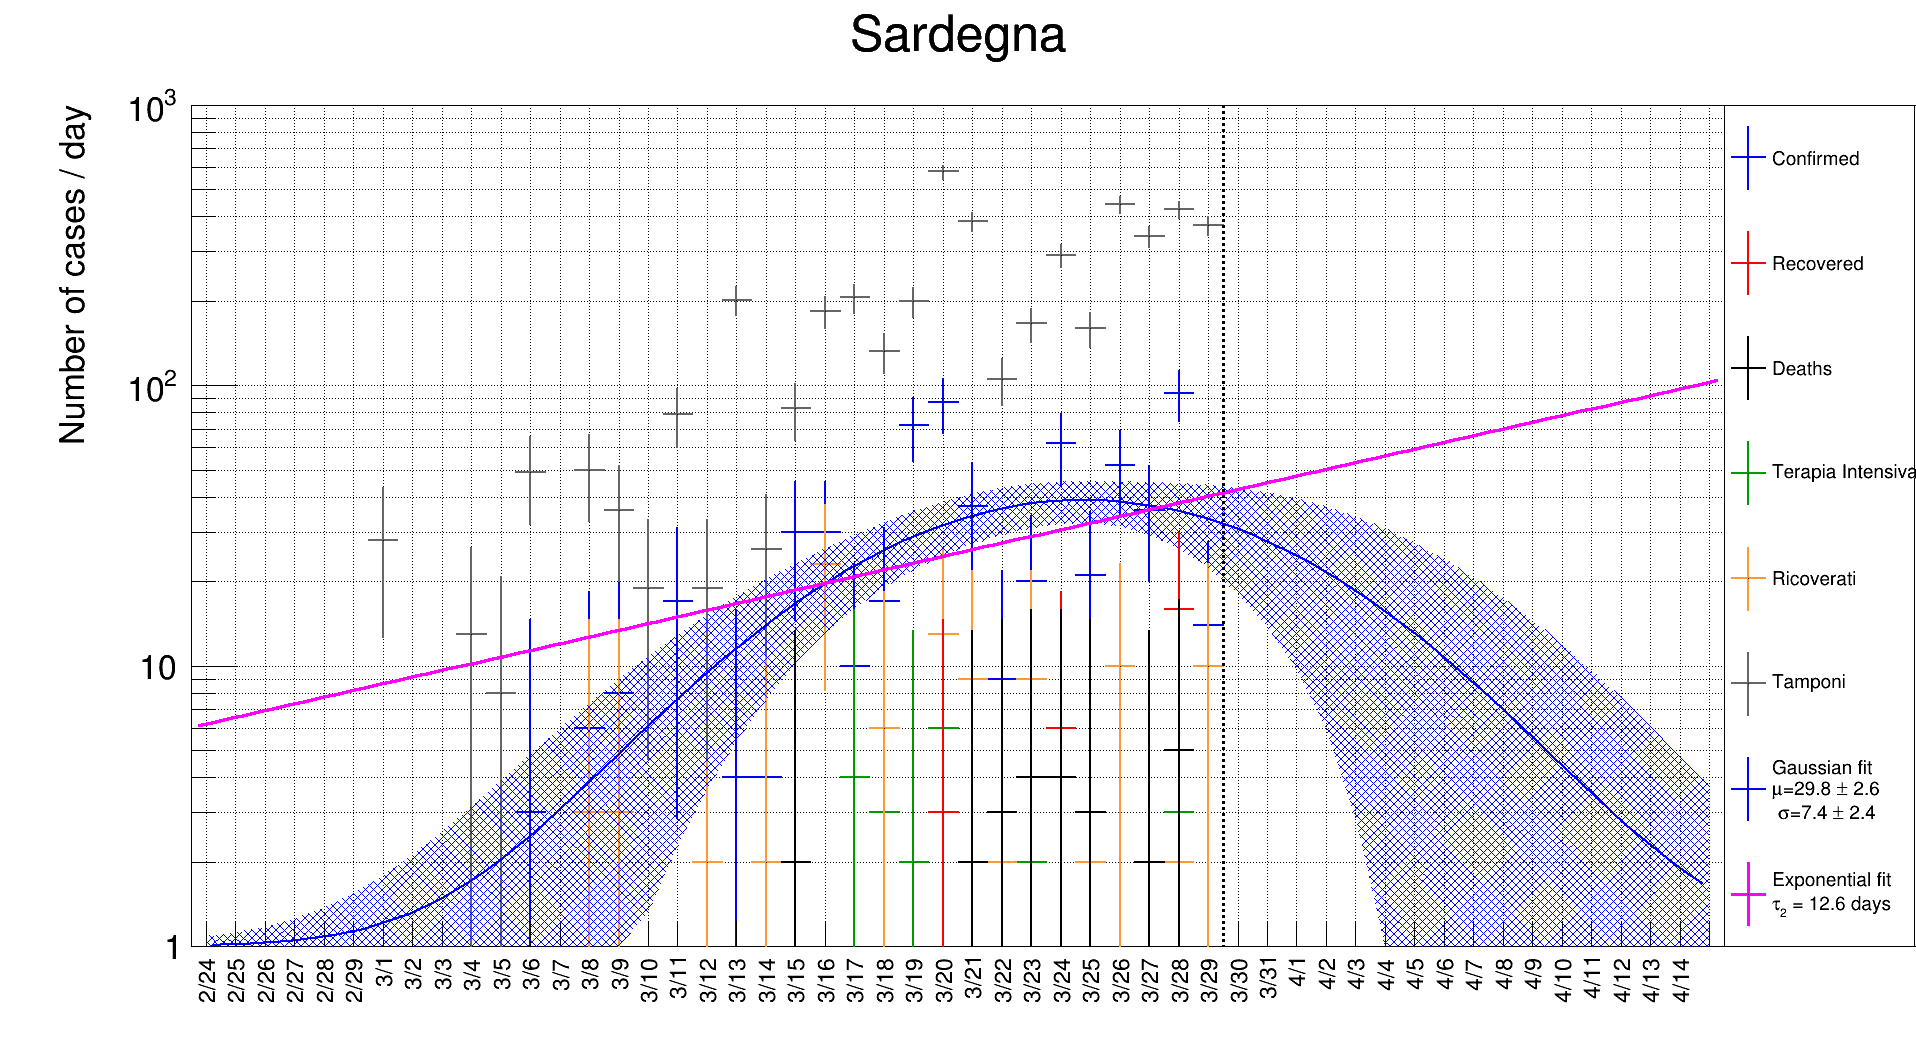 Sardegna
Number of cases / day
10³
10²
10
1
2/24 2/25 2/26 2/27 2/28 2/29 3/1 3/2 3/3 3/4 3/5 3/6 3/7 3/8 3/9 3/10 3/11 3/12 3/13 3/14 3/15 3/16 3/17 3/18 3/19 3/20 3/21 3/22 3/23 3/24 3/25 3/26 3/27 3/28 3/29 3/30 3/31 4/1 4/2 4/3 4/4 4/5 4/6 4/7 4/8 4/9 4/10 4/11 4/12 4/13 4/14
Confirmed
Recovered
Deaths
Terapia Intensiva
Ricoverati
Tamponi
Gaussian fit
μ=29.8 ± 2.6
σ=7.4 ± 2.4
Exponential fit
τ₂ = 12.6 days